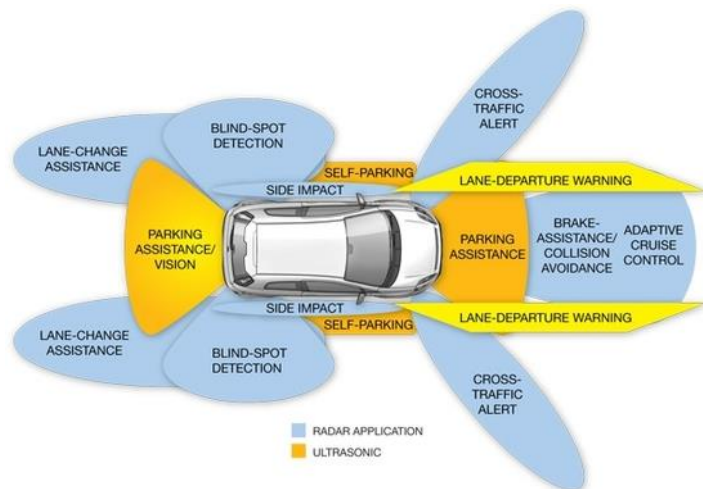 CROSS-
TRAFFIC
ALERT
BLIND-SPOT
DETECTION
LANE-CHANGE
ASSISTANCE
SELF-PARKING
SIDE IMPACT
LANE-DEPARTURE WARNING
PARKING
ASSISTANCE/
VISION
PARKING
ASSISTANCE
BRAKE-
ASSISTANCE/
COLLISION
AVOIDANCE
ADAPTIVE
CRUISE
CONTROL
SIDE IMPACT
SELF-PARKING
LANE-DEPARTURE WARNING
LANE-CHANGE
ASSISTANCE
BLIND-SPOT
DETECTION
CROSS-
TRAFFIC
ALERT
RADAR APPLICATION
ULTRASONIC